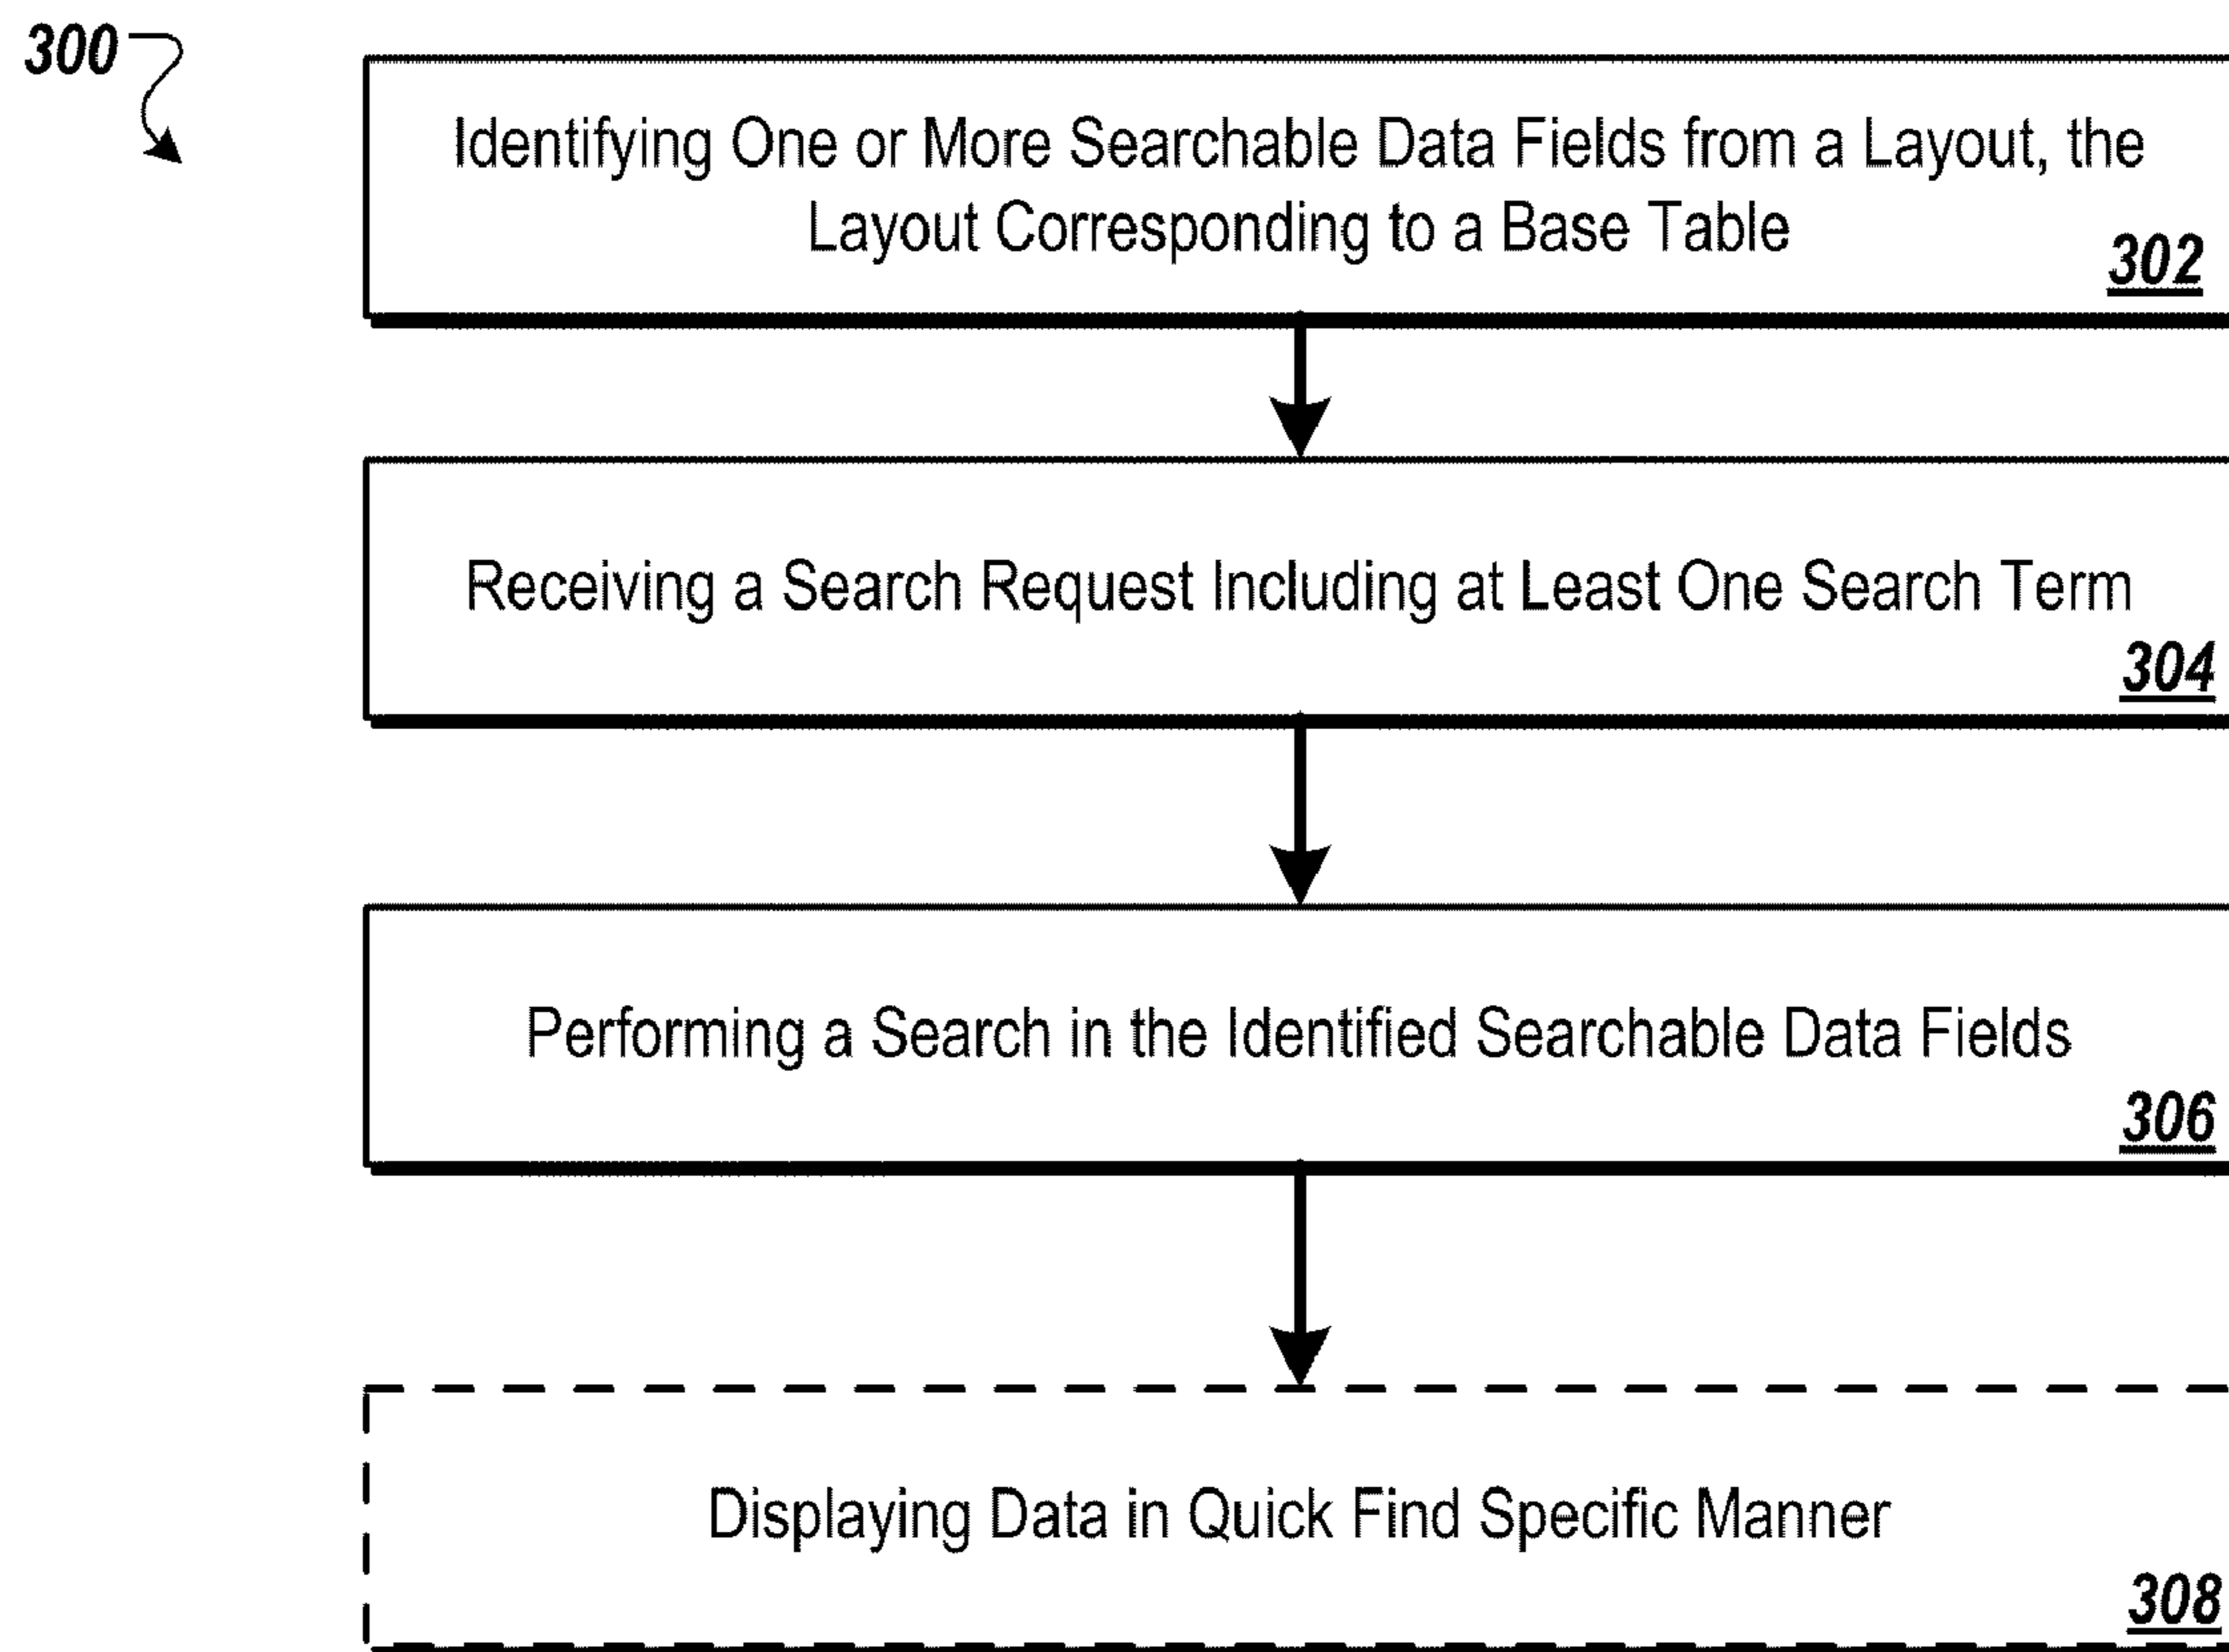 300
Identifying One or More Searchable Data Fields from a Layout, the
Layout Corresponding to a Base Table
302
Receiving a Search Request Including at Least One Search Term
304
Performing a Search in the Identified Searchable Data Fields
306
Displaying Data in Quick Find Specific Manner
308